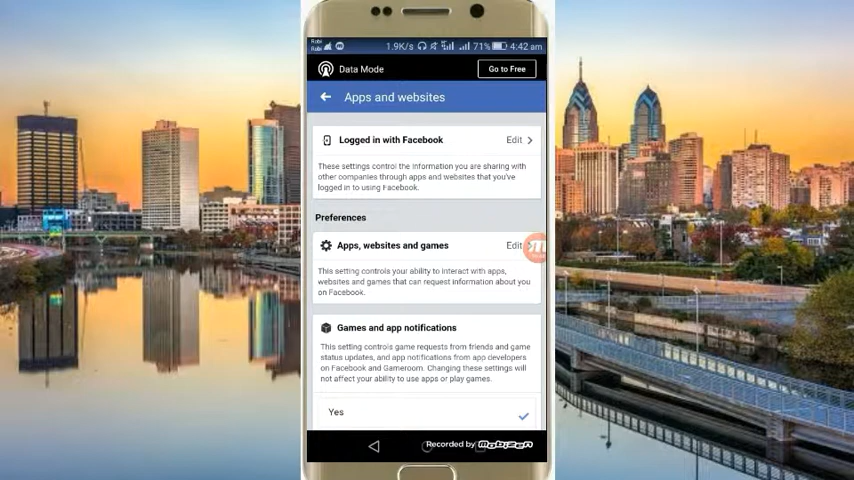 Robi
Robi
1.9K/s
71%
4:42 am
Data Mode
Go to Free
Apps and websites
Logged in with Facebook
Edit
These settings control the information you are sharing with
other companies through apps and websites that you've
logged in to using Facebook.
Preferences
Apps, websites and games
Edit
This setting controls your ability to interact with apps,
websites and games that can request information about you
on Facebook.
Games and app notifications
This setting controls game requests from friends and game
status updates, and app notifications from app developers
on Facebook and Gameroom. Changing these settings will
not affect your ability to use apps or play games.
Yes
Recorded by mobizen